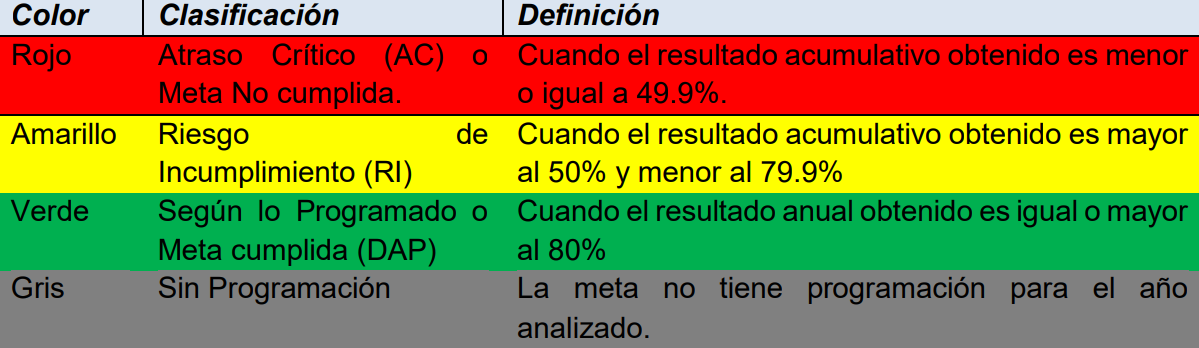 Color Clasificación Definición
Rojo Atraso Crítico (AC) o Cuando el resultado acumulativo obtenido es menor
Meta No cumplida. o igual a 49.9%.
Amarillo Riesgo de Cuando el resultado acumulativo obtenido es mayor
Incumplimiento (RI) al 50% y menor al 79.9%
Verde Según lo Programado o Cuando el resultado anual obtenido es igual o mayor
Meta cumplida (DAP) al 80%
Gris Sin Programación La meta no tiene programación para el año
analizado.